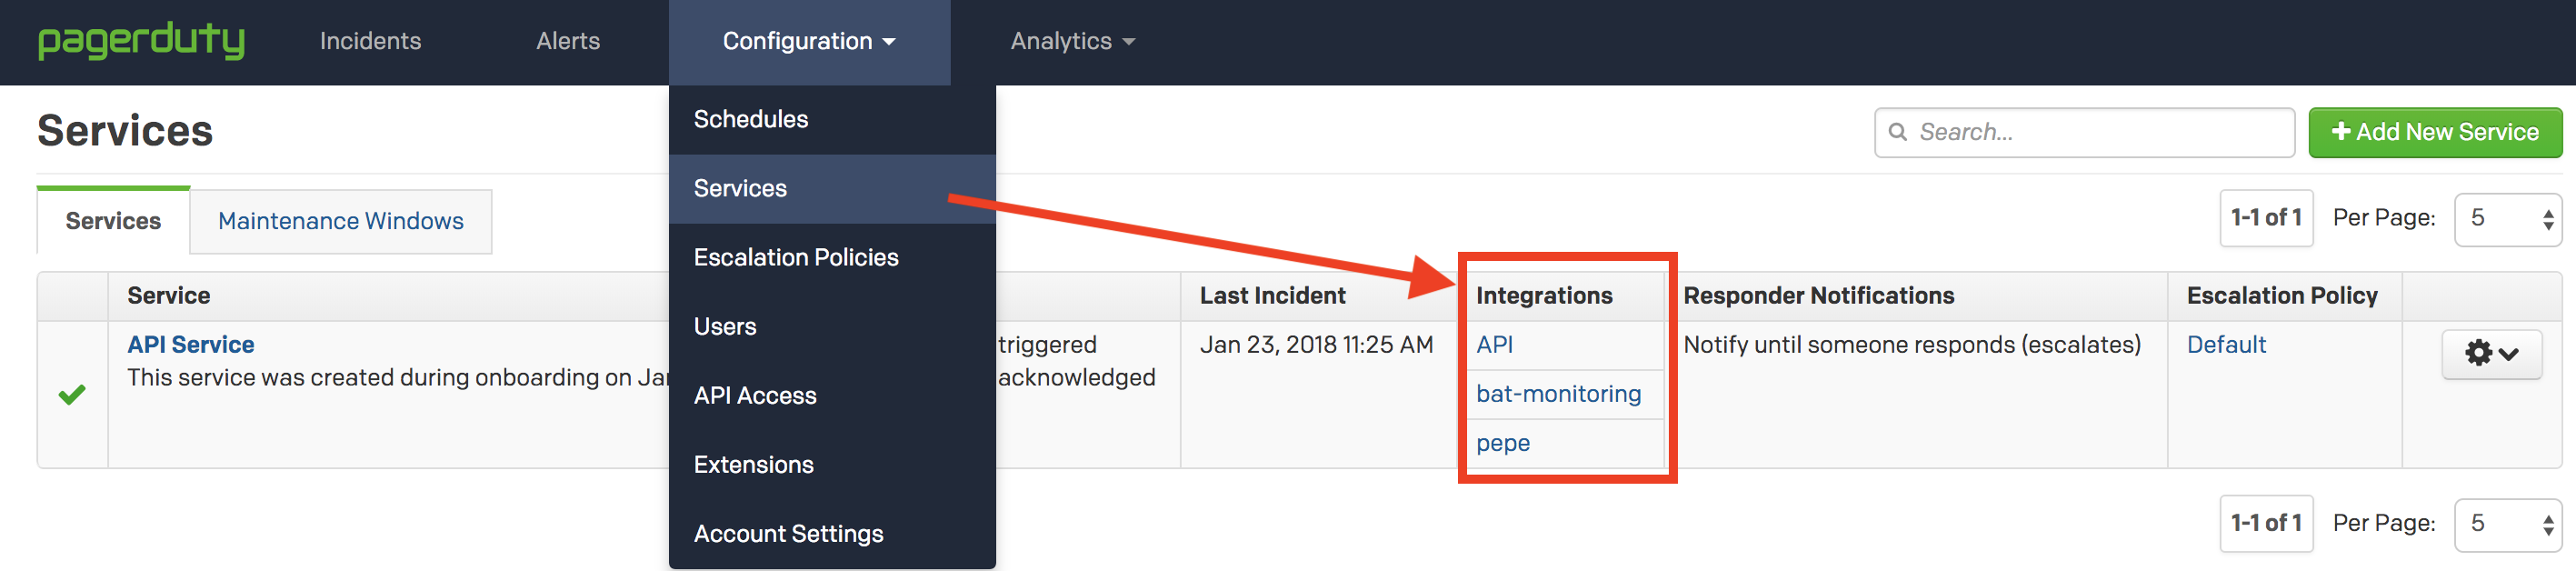 pagerduty
Incidents
Alerts
Configuration
Analytics
Schedules
Services
Escalation Policies
Users
API Access
Extensions
Account Settings
Services
Search...
Add New Service
Services
Maintenance Windows
1-1 of 1
Per Page:
5
Service
Last Incident
Integrations
Responder Notifications
Escalation Policy
API Service
This service was created during onboarding on Jan
triggered
acknowledged
Jan 23, 2018 11:25 AM
API
bat-monitoring
pepe
Notify until someone responds (escalates)
Default
1-1 of 1
Per Page:
5